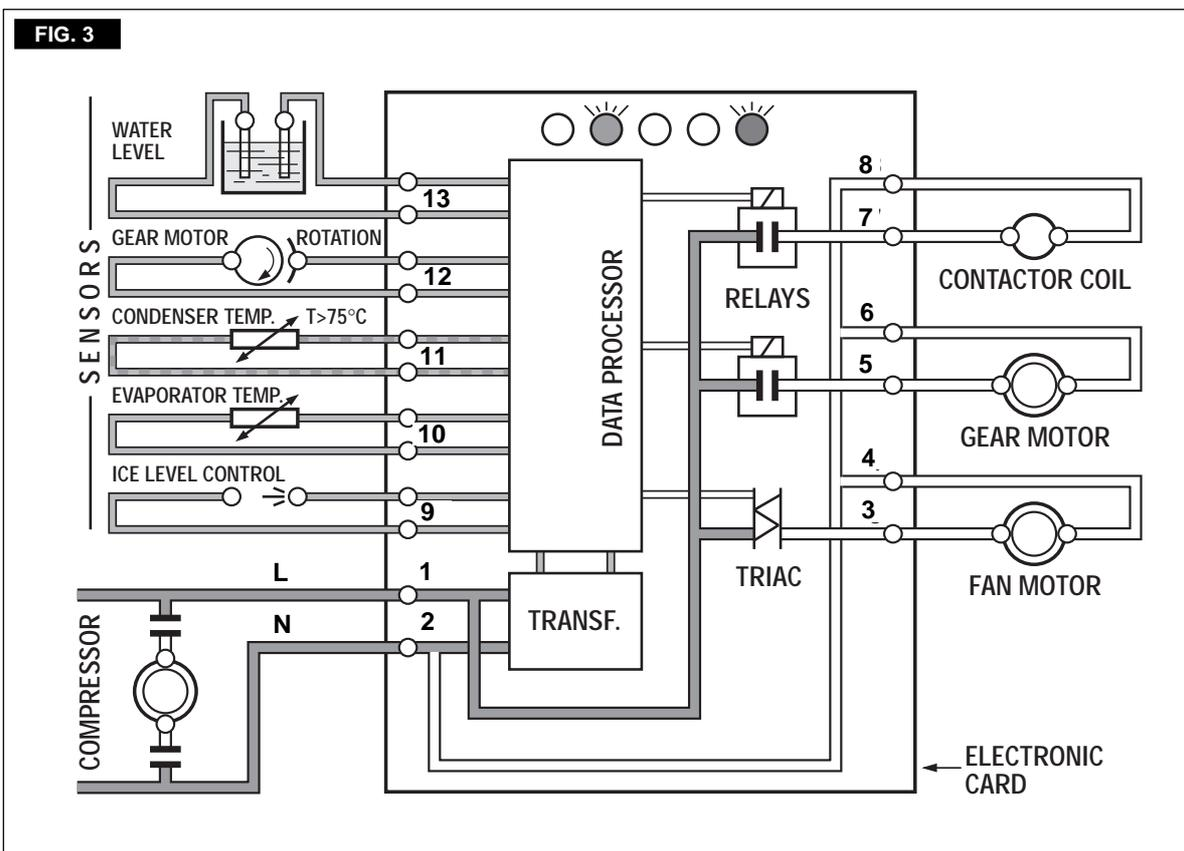 FIG. 3
WATER
LEVEL
13
GEAR MOTOR
ROTATION
12
CONDENSER TEMP.
T>75°C
11
EVAPORATOR TEMP.
10
ICE LEVEL CONTROL
9
SENSORS
L
1
N
2
COMPRESSOR
DATA PROCESSOR
TRANSF.
RELAYS
TRIAC
8
7
CONTACTOR COIL
6
5
GEAR MOTOR
4
3
FAN MOTOR
ELECTRONIC
CARD